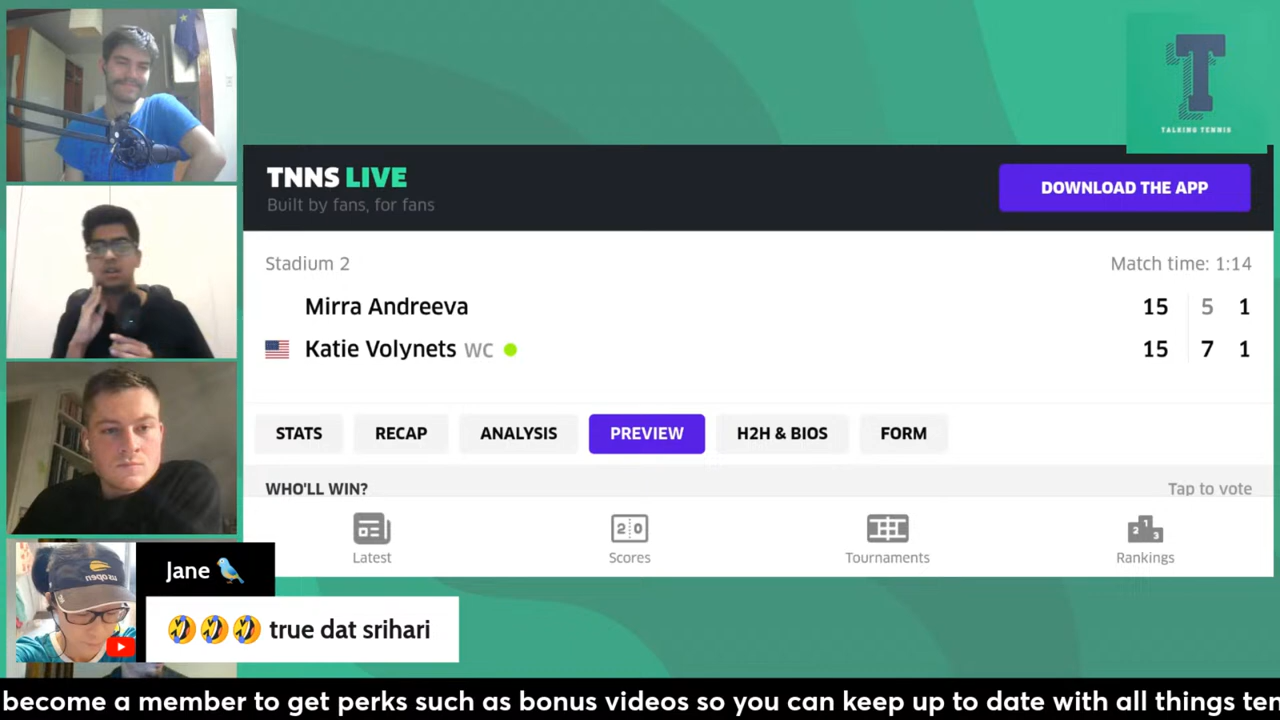 TALKING TENNIS
TNNS LIVE
Built by fans, for fans
DOWNLOAD THE APP
Stadium 2
Match time: 1:14
Mirra Andreeva 15 5 1
Katie Volynets WC 15 7 1
STATS RECAP ANALYSIS PREVIEW H2H & BIOS FORM
WHO'LL WIN? Tap to vote
Latest Scores Tournaments Rankings
Jane 🐦
🤣🤣🤣 true dat srihari
become a member to get perks such as bonus videos so you can keep up to date with all things ten